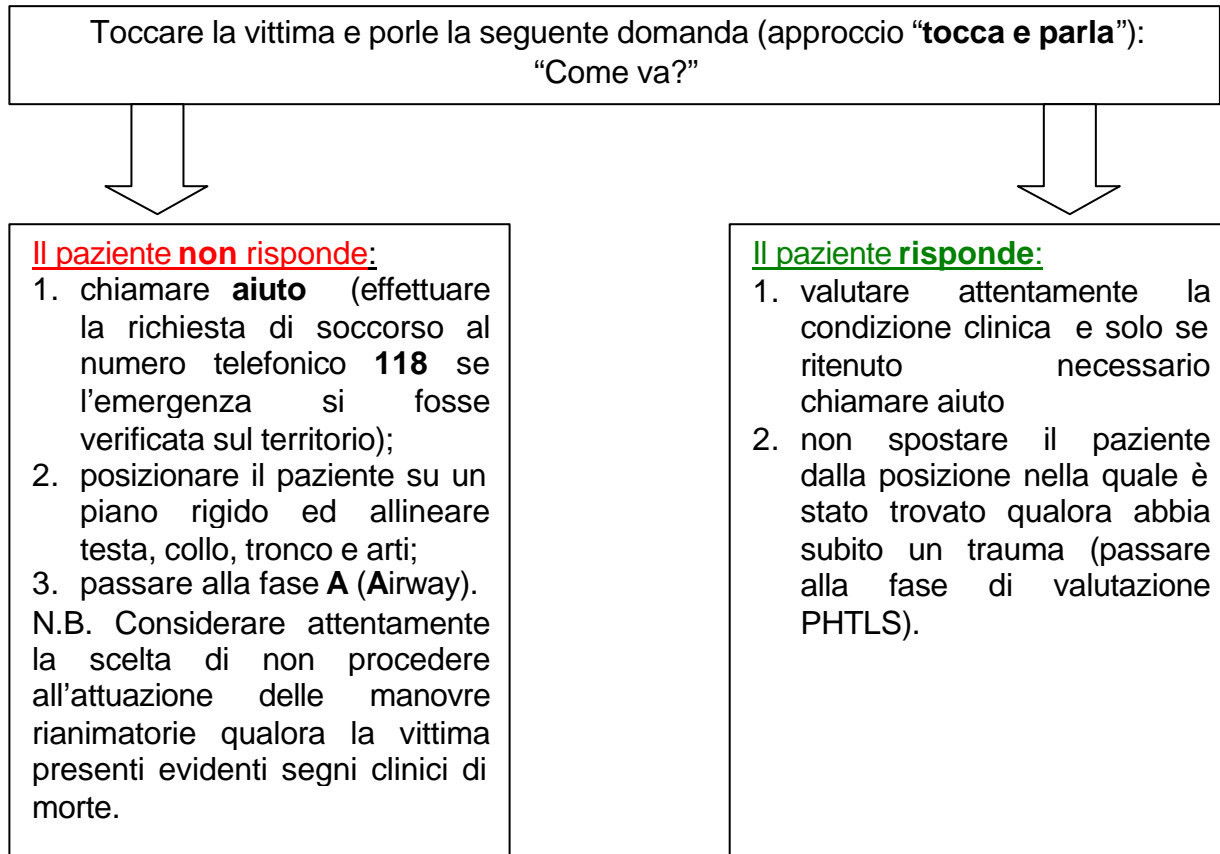 Toccare la vittima e porle la seguente domanda (approccio “tocca e parla”):
“Come va?”
Il paziente non risponde:
1. chiamare aiuto (effettuare
la richiesta di soccorso al
numero telefonico 118 se
l’emergenza si fosse
verificata sul territorio);
2. posizionare il paziente su un
piano rigido ed allineare
testa, collo, tronco e arti;
3. passare alla fase A (Airway).
N.B. Considerare attentamente
la scelta di non procedere
all’attuazione delle manovre
rianimatorie qualora la vittima
presenti evidenti segni clinici di
morte.
Il paziente risponde:
1. valutare attentamente la
condizione clinica e solo se
ritenuto necessario
chiamare aiuto
2. non spostare il paziente
dalla posizione nella quale è
stato trovato qualora abbia
subito un trauma (passare
alla fase di valutazione
PHTLS).